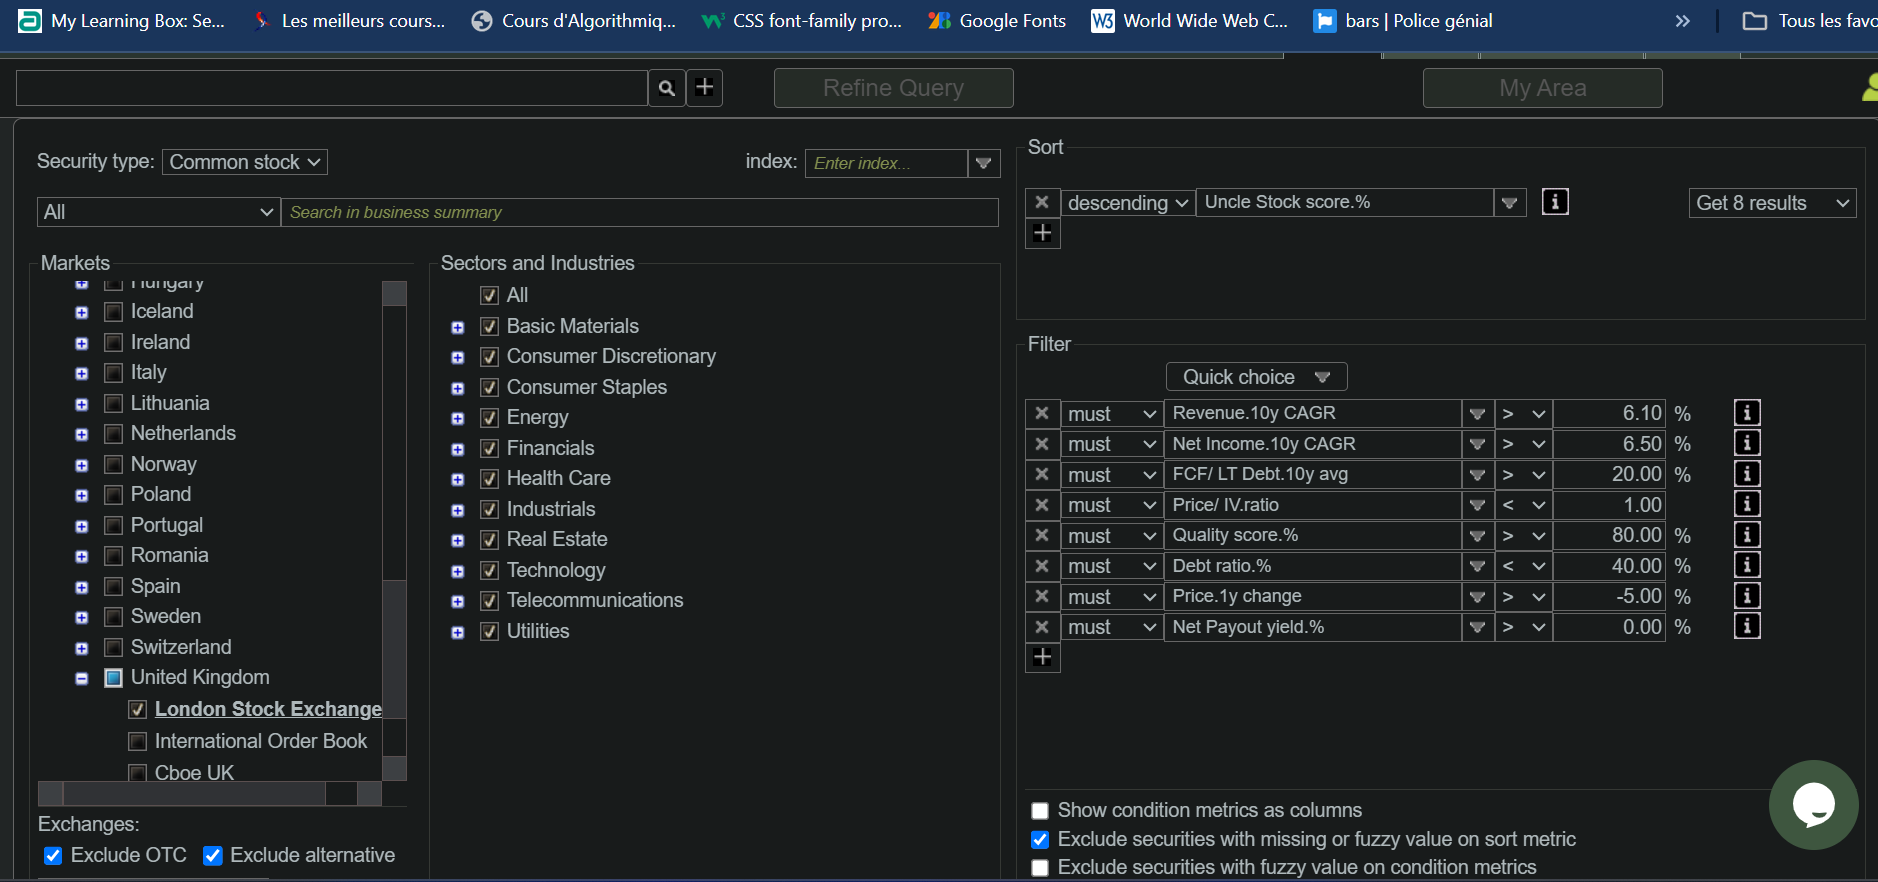 My Learning Box: Se... Les meilleurs cours... Cours d'Algorithmiq... CSS font-family pro... Google Fonts World Wide Web C... bars | Police génial » Tous les favo
Refine Query My Area
Security type: Common stock index: Enter index...
All Search in business summary
Markets
Hungary
Iceland
Ireland
Italy
Lithuania
Netherlands
Norway
Poland
Portugal
Romania
Spain
Sweden
Switzerland
United Kingdom
London Stock Exchange
International Order Book
Cboe UK
Exchanges:
Exclude OTC Exclude alternative
Sectors and Industries
All
Basic Materials
Consumer Discretionary
Consumer Staples
Energy
Financials
Health Care
Industrials
Real Estate
Technology
Telecommunications
Utilities
Sort
descending Uncle Stock score.% Get 8 results
Filter
Quick choice
must Revenue.10y CAGR > 6.10 %
must Net Income.10y CAGR > 6.50 %
must FCF/ LT Debt.10y avg > 20.00 %
must Price/ IV.ratio < 1.00
must Quality score.% > 80.00 %
must Debt ratio.% < 40.00 %
must Price.1y change > -5.00 %
must Net Payout yield.% > 0.00 %
Show condition metrics as columns
Exclude securities with missing or fuzzy value on sort metric
Exclude securities with fuzzy value on condition metrics